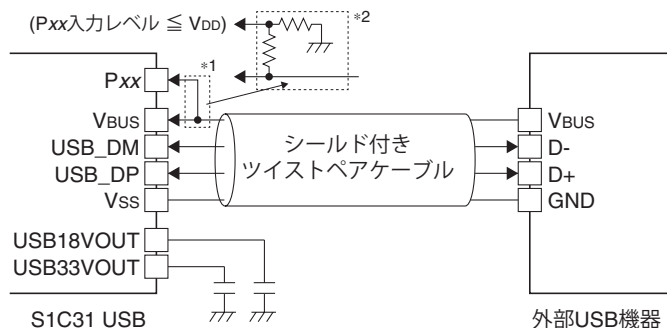 (Pxx入力レベル ≦ VDD)
*2
*1
Pxx
VBUS
USB_DM
USB_DP
VSS
USB18VOUT
USB33VOUT
シールド付き
ツイストペアケーブル
VBUS
D-
D+
GND
S1C31 USB
外部USB機器